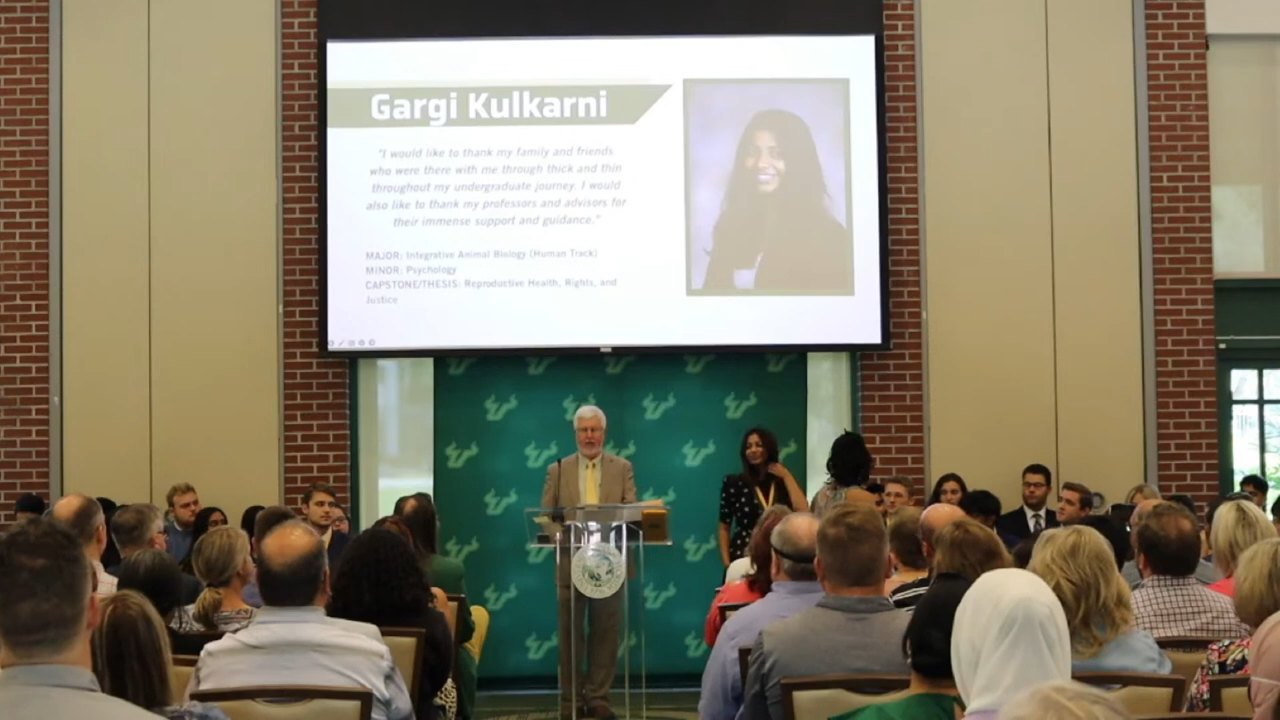 Gargi Kulkarni
"I would like to thank my family and friends
who were there with me through thick and thin
throughout my undergraduate journey. I would
also like to thank my professors and advisors for
their immense support and guidance."
MAJOR: Integrative Animal Biology (Human Track)
MINOR: Psychology
CAPSTONE/THESIS: Reproductive Health, Rights, and
Justice